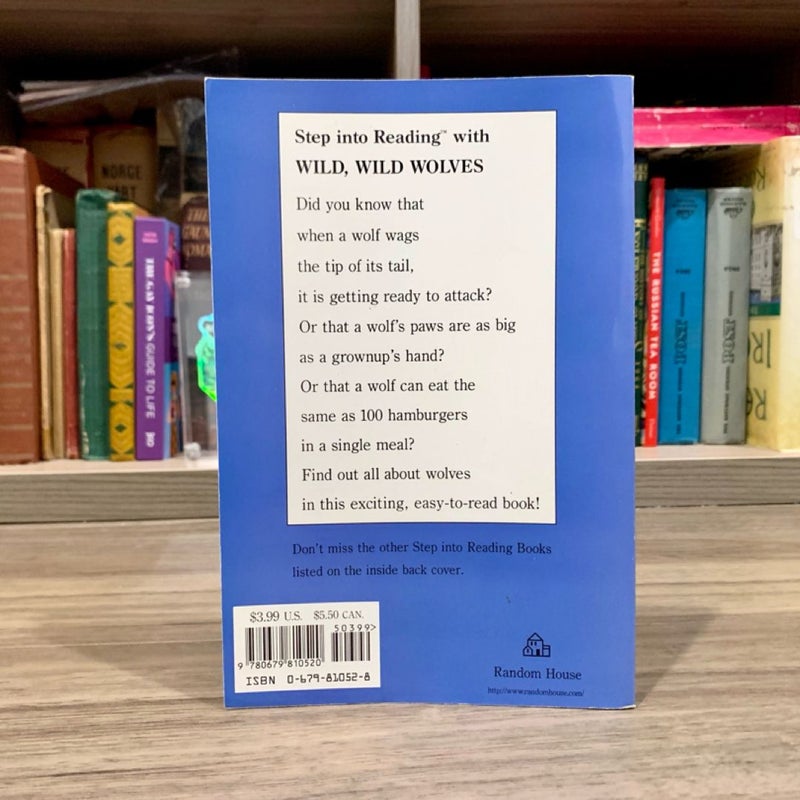 Step into Reading™ with
WILD, WILD WOLVES
Did you know that
when a wolf wags
the tip of its tail,
it is getting ready to attack?
Or that a wolf's paws are as big
as a grownup's hand?
Or that a wolf can eat the
same as 100 hamburgers
in a single meal?
Find out all about wolves
in this exciting, easy-to-read book!
Don't miss the other Step into Reading Books
listed on the inside back cover.
$3.99 U.S. $5.50 CAN.
50399>
9 780679 810520
ISBN 0-679-81052-8
Random House
http://www.randomhouse.com/
NORGE
GUIDE TO LIFE
THE RUSSIAN TEA ROOM
POST